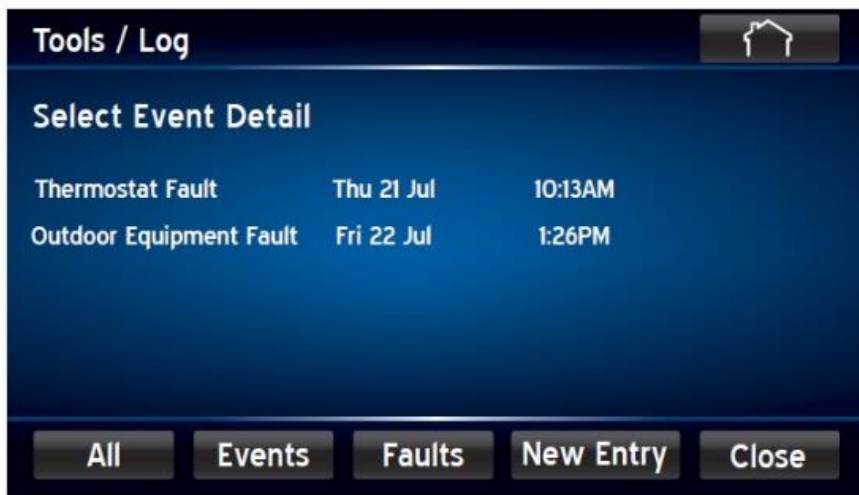 Tools / Log
Select Event Detail
Thermostat Fault Thu 21 Jul 10:13AM
Outdoor Equipment Fault Fri 22 Jul 1:26PM
All Events Faults New Entry Close